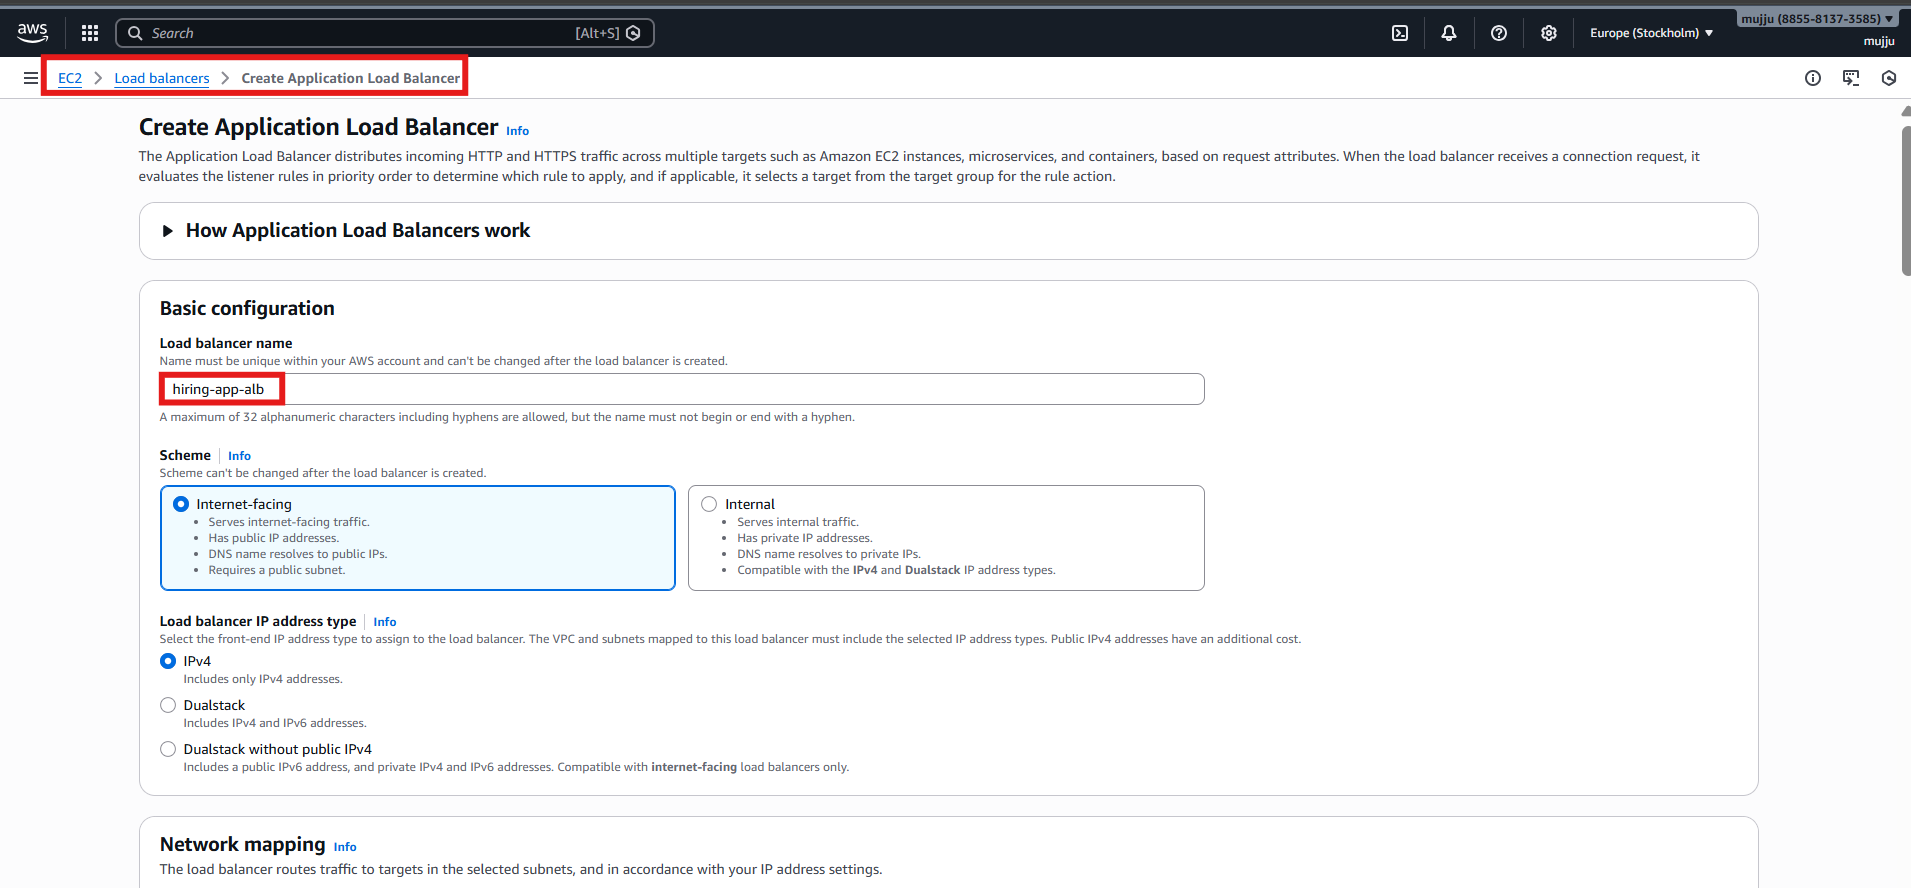 aws
Search [Alt+S]
Europe (Stockholm)
mujju (8855-8137-3585)
mujju
EC2 Load balancers Create Application Load Balancer
Create Application Load Balancer Info
The Application Load Balancer distributes incoming HTTP and HTTPS traffic across multiple targets such as Amazon EC2 instances, microservices, and containers, based on request attributes. When the load balancer receives a connection request, it
evaluates the listener rules in priority order to determine which rule to apply, and if applicable, it selects a target from the target group for the rule action.
How Application Load Balancers work
Basic configuration
Load balancer name
Name must be unique within your AWS account and can't be changed after the load balancer is created.
hiring-app-alb
A maximum of 32 alphanumeric characters including hyphens are allowed, but the name must not begin or end with a hyphen.
Scheme Info
Scheme can't be changed after the load balancer is created.
Internet-facing
• Serves internet-facing traffic.
• Has public IP addresses.
• DNS name resolves to public IPs.
• Requires a public subnet.
Internal
• Serves internal traffic.
• Has private IP addresses.
• DNS name resolves to private IPs.
• Compatible with the IPv4 and Dualstack IP address types.
Load balancer IP address type Info
Select the front-end IP address type to assign to the load balancer. The VPC and subnets mapped to this load balancer must include the selected IP address types. Public IPv4 addresses have an additional cost.
IPv4
Includes only IPv4 addresses.
Dualstack
Includes IPv4 and IPv6 addresses.
Dualstack without public IPv4
Includes a public IPv6 address, and private IPv4 and IPv6 addresses. Compatible with internet-facing load balancers only.
Network mapping Info
The load balancer routes traffic to targets in the selected subnets, and in accordance with your IP address settings.